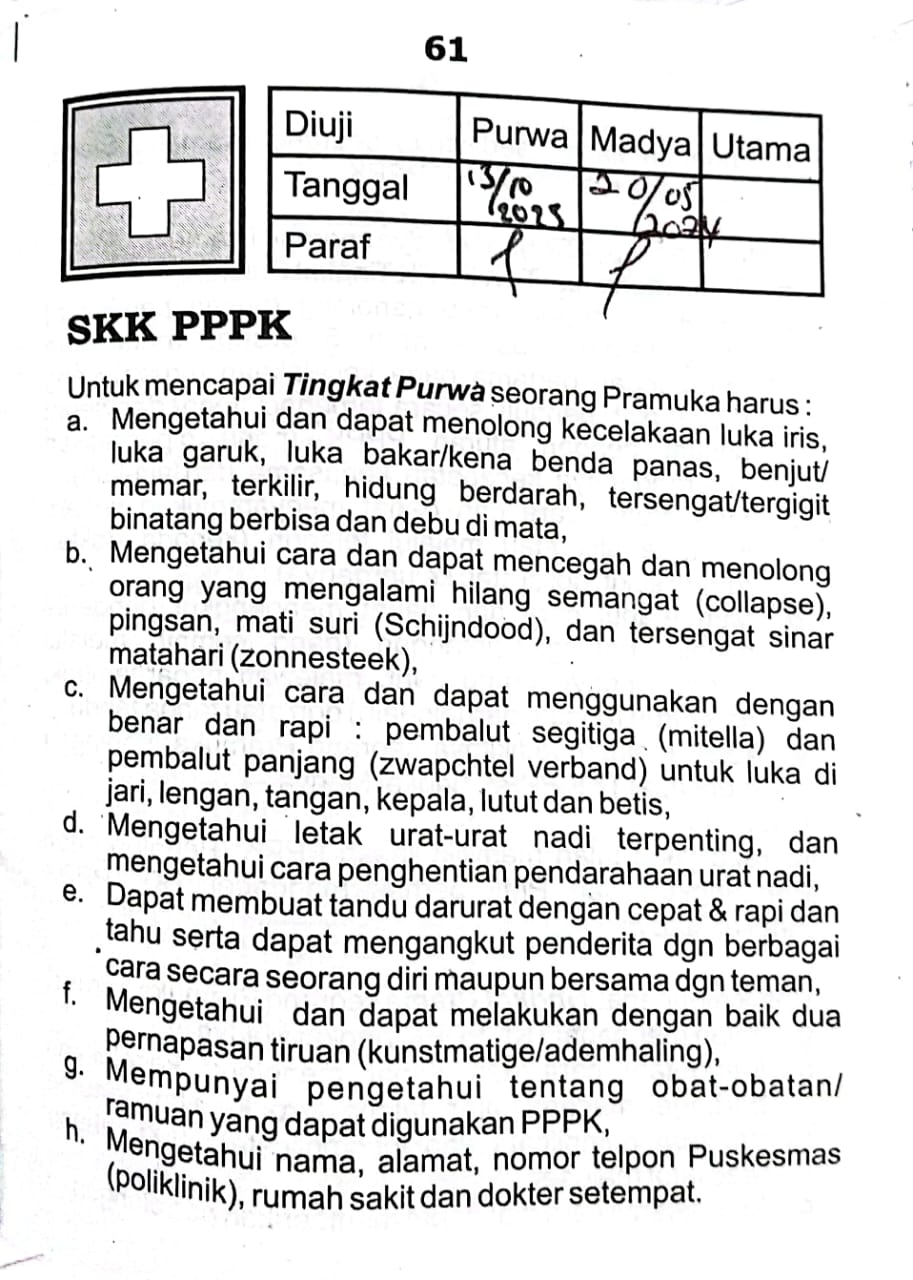 61
Diuji Purwa Madya Utama
Tanggal 13/10 2023 20/05 2024
Paraf
SKK PPPK
Untuk mencapai Tingkat Purwa seorang Pramuka harus :
a. Mengetahui dan dapat menolong kecelakaan luka iris,
luka garuk, luka bakar/kena benda panas, benjut/
memar, terkilir, hidung berdarah, tersengat/tergigit
binatang berbisa dan debu di mata,
b. Mengetahui cara dan dapat mencegah dan menolong
orang yang mengalami hilang semangat (collapse),
pingsan, mati suri (Schijndood), dan tersengat sinar
matahari (zonnesteek),
c. Mengetahui cara dan dapat menggunakan dengan
benar dan rapi : pembalut segitiga (mitella) dan
pembalut panjang (zwapchtel verband) untuk luka di
jari, lengan, tangan, kepala, lutut dan betis,
d. Mengetahui letak urat-urat nadi terpenting, dan
mengetahui cara penghentian pendarahaan urat nadi,
e. Dapat membuat tandu darurat dengan cepat & rapi dan
tahu serta dapat mengangkut penderita dgn berbagai
cara secara seorang diri maupun bersama dgn teman,
f. Mengetahui dan dapat melakukan dengan baik dua
pernapasan tiruan (kunstmatige/ademhaling),
g. Mempunyai pengetahui tentang obat-obatan/
ramuan yang dapat digunakan PPPK,
h. Mengetahui nama, alamat, nomor telpon Puskesmas
(poliklinik), rumah sakit dan dokter setempat.